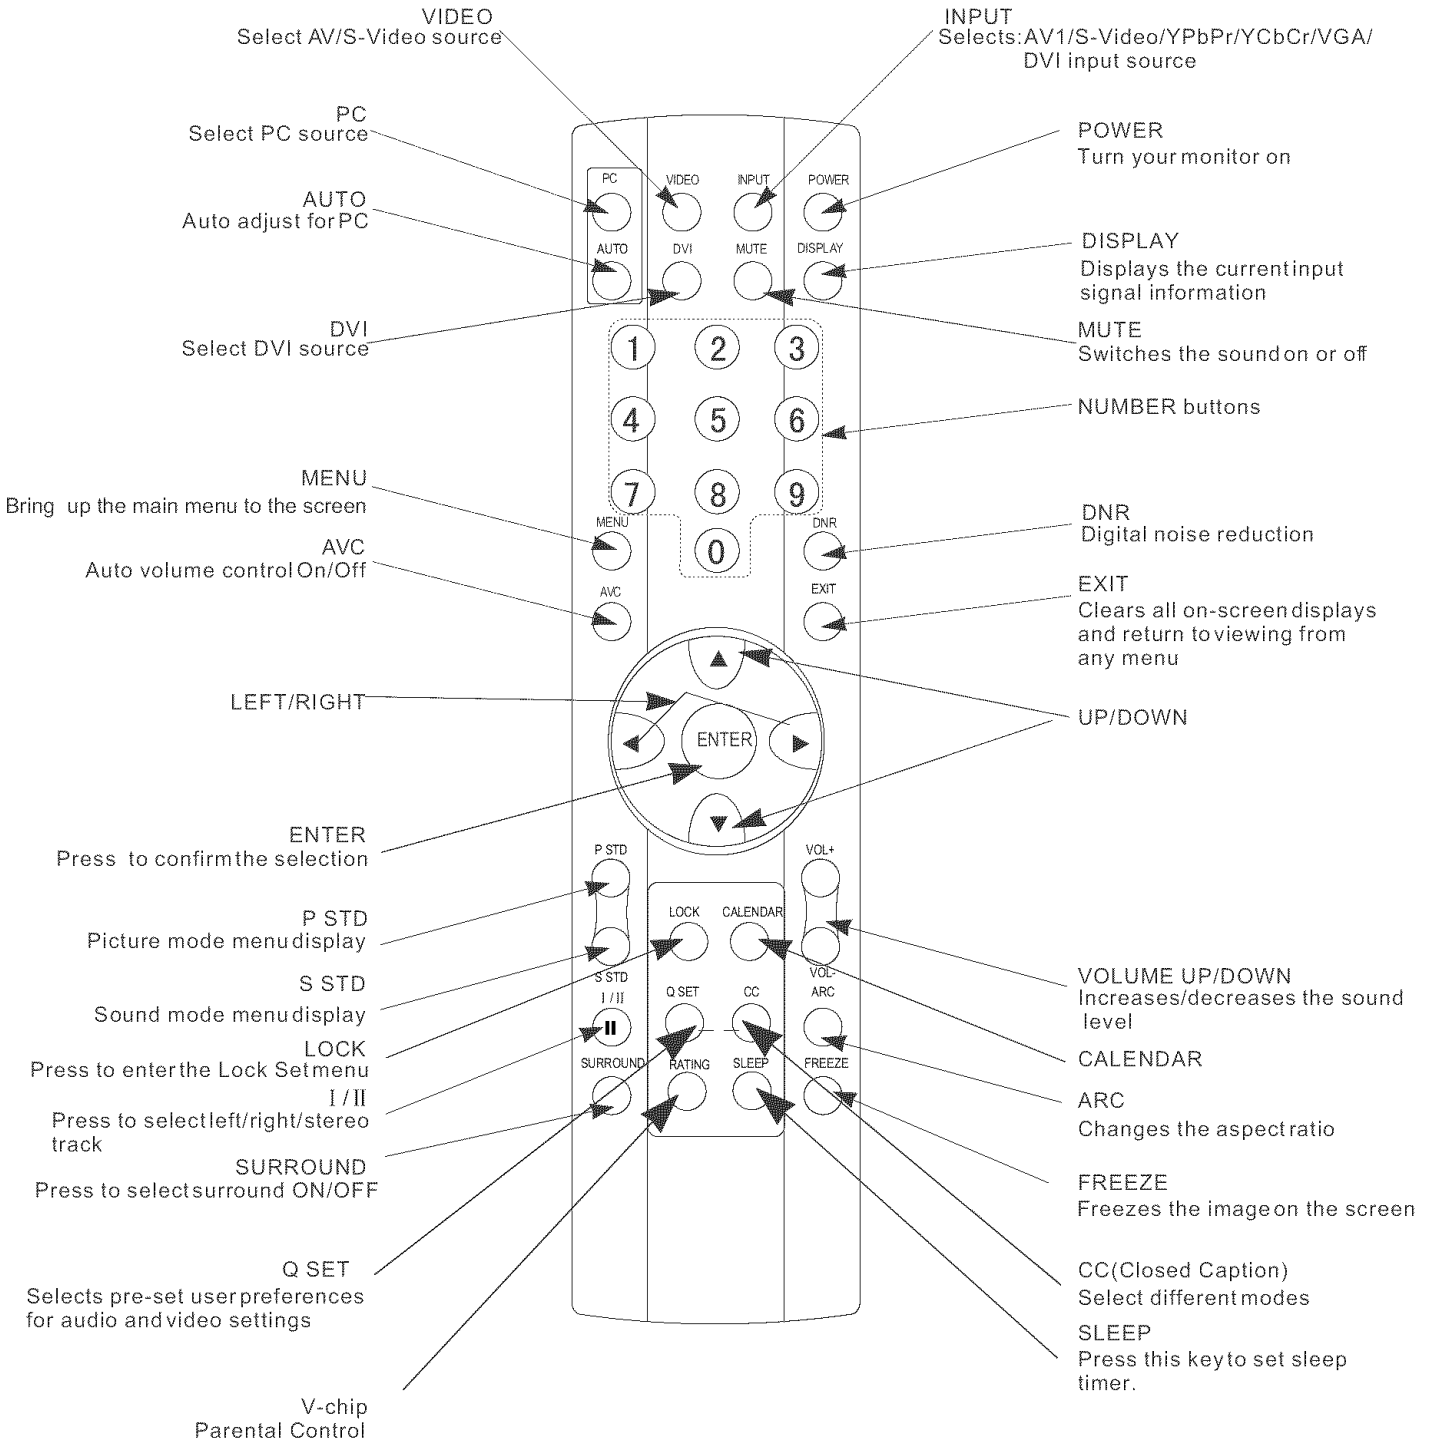 VIDEO
Select AV/S-Video source
INPUT
Selects:AV1/S-Video/YPbPr/YCbCr/VGA/
DVI input source
PC
Select PC source
AUTO
Auto adjust for PC
DVI
Select DVI source
MENU
Bring up the main menu to the screen
AVC
Auto volume control On/Off
LEFT/RIGHT
ENTER
Press to confirm the selection
P STD
Picture mode menu display
S STD
Sound mode menu display
LOCK
Press to enter the Lock Set menu
I / II
Press to select left/right/stereo
track
SURROUND
Press to select surround ON/OFF
Q SET
Selects pre-set user preferences
for audio and video settings
V-chip
Parental Control
PC VIDEO INPUT POWER
AUTO DVI MUTE DISPLAY
1 2 3
4 5 6
7 8 9
MENU 0 DNR
AVC EXIT
▲
◀ ENTER ▶
▼
P STD VOL+
LOCK CALENDAR
S STD VOL-
I / II Q SET CC ARC
II
SURROUND RATING SLEEP FREEZE
POWER
Turn your monitor on
DISPLAY
Displays the current input
signal information
MUTE
Switches the sound on or off
NUMBER buttons
DNR
Digital noise reduction
EXIT
Clears all on-screen displays
and return to viewing from
any menu
UP/DOWN
VOLUME UP/DOWN
Increases/decreases the sound
level
CALENDAR
ARC
Changes the aspect ratio
FREEZE
Freezes the image on the screen
CC(Closed Caption)
Select different modes
SLEEP
Press this key to set sleep
timer.